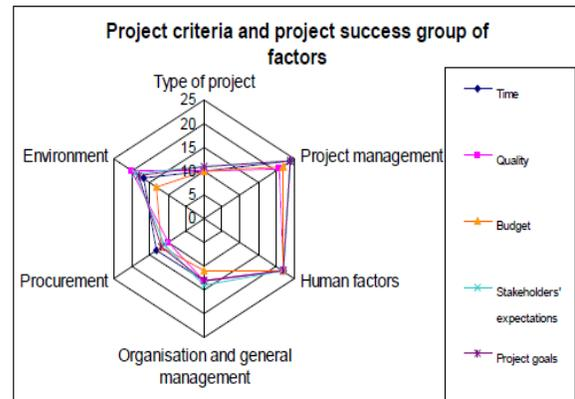 Project criteria and project success group of
factors
Type of project
25
20
15
10
5
0
Environment
Project management
Procurement
Human factors
Organisation and general
management
Time
Quality
Budget
Stakeholders'
expectations
Project goals